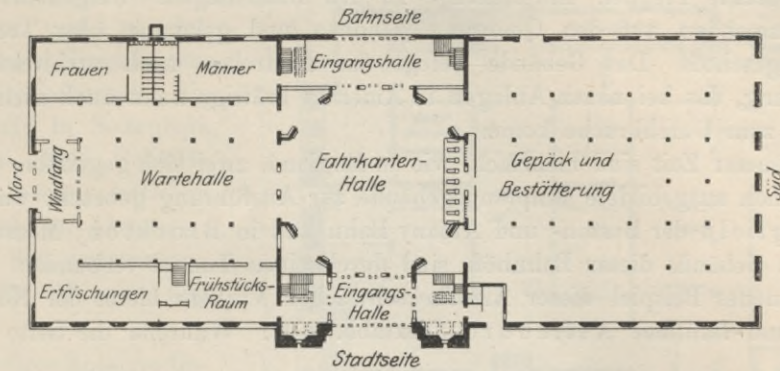 Bahnseite
Frauen
Männer
Eingangshalle
Nord
Windfang
Wartehalle
Fahrkarten-
Halle
Gepäck und
Bestätterung
Süd
Erfrischungen
Frühstücks-
Raum
Eingangs-
Halle
Stadtseite